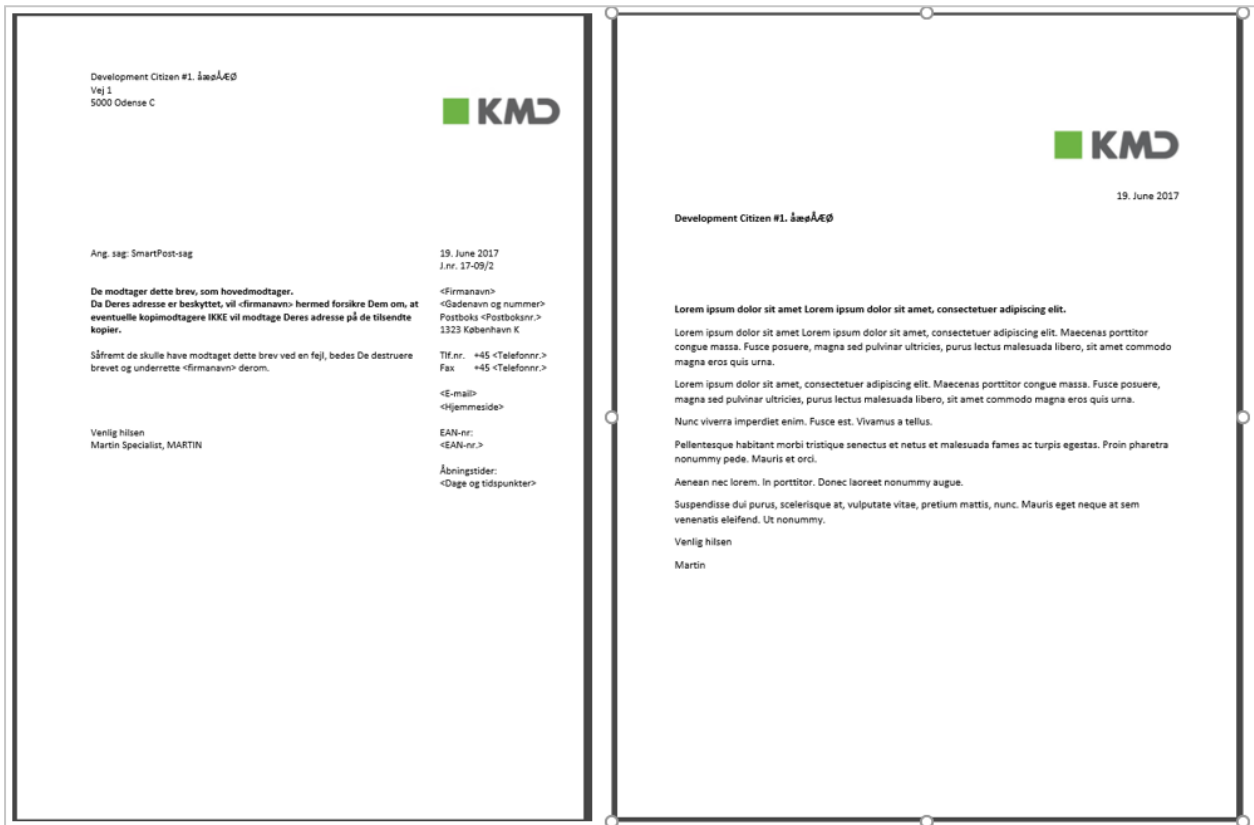 Development Citizen #1. åæøÅÆØ
Vej 1
5000 Odense C
KMD
Ang. sag: SmartPost-sag
De modtager dette brev, som hovedmodtager.
Da Deres adresse er beskyttet, vil <firmanavn> hermed forsikre Dem om, at
eventuelle kopimodtagere IKKE vil modtage Deres adresse på de tilsendte
kopier.
Såfremt de skulle have modtaget dette brev ved en fejl, bedes De destruere
brevet og underrette <firmanavn> derom.
Venlig hilsen
Martin Specialist, MARTIN
19. June 2017
J.nr. 17-09/2
<Firmanavn>
<Gadenavn og nummer>
Postboks <Postboksnr.>
1323 København K
Tlf.nr. +45 <Telefonnr.>
Fax +45 <Telefonnr.>
<E-mail>
<Hjemmeside>
EAN-nr:
<EAN-nr.>
Åbningstider:
<Dage og tidspunkter>
KMD
19. June 2017
Development Citizen #1. åæøÅÆØ
Lorem ipsum dolor sit amet Lorem ipsum dolor sit amet, consectetuer adipiscing elit.
Lorem ipsum dolor sit amet Lorem ipsum dolor sit amet, consectetuer adipiscing elit. Maecenas porttitor
congue massa. Fusce posuere, magna sed pulvinar ultricies, purus lectus malesuada libero, sit amet commodo
magna eros quis urna.
Lorem ipsum dolor sit amet, consectetuer adipiscing elit. Maecenas porttitor congue massa. Fusce posuere,
magna sed pulvinar ultricies, purus lectus malesuada libero, sit amet commodo magna eros quis urna.
Nunc viverra imperdiet enim. Fusce est. Vivamus a tellus.
Pellentesque habitant morbi tristique senectus et netus et malesuada fames ac turpis egestas. Proin pharetra
nonummy pede. Mauris et orci.
Aenean nec lorem. In porttitor. Donec laoreet nonummy augue.
Suspendisse dui purus, scelerisque at, vulputate vitae, pretium mattis, nunc. Mauris eget neque at sem
venenatis eleifend. Ut nonummy.
Venlig hilsen
Martin